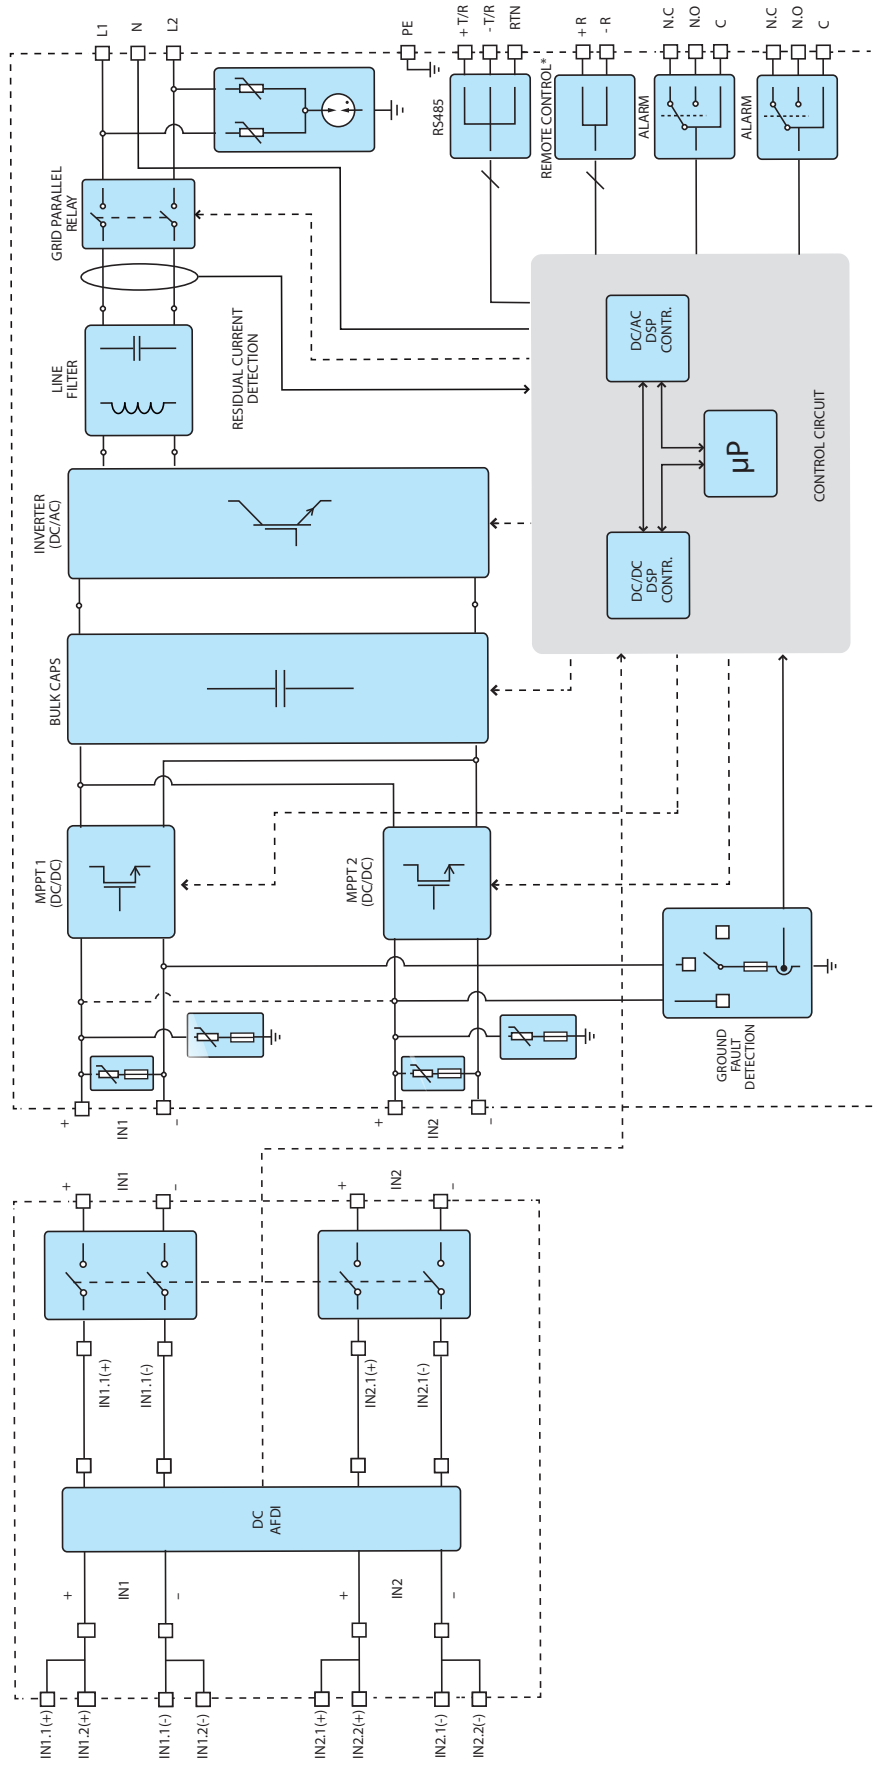 IN1.1(+)
IN1.2(+)
IN1.1(-)
IN1.2(-)
IN2.1(+)
IN2.2(+)
IN2.1(-)
IN2.2(-)
+
IN1
–
+
IN2
–
DC
AFDI
IN1.1(+)
IN1.1(-)
IN2.1(+)
IN2.1(-)
+
IN1
–
+
IN2
–
+
IN1
–
+
IN2
–
MPPT 1
(DC/DC)
MPPT 2
(DC/DC)
GROUND
FAULT
DETECTION
BULK CAPS
INVERTER
(DC/AC)
LINE
FILTER
RESIDUAL CURRENT
DETECTION
GRID PARALLEL
RELAY
DC/DC
DSP
CONTR.
µP
DC/AC
DSP
CONTR.
CONTROL CIRCUIT
RS485
REMOTE CONTROL*
ALARM
ALARM
L1
N
L2
PE
+ T/R
- T/R
RTN
+ R
- R
N.C
N.O
C
N.C
N.O
C